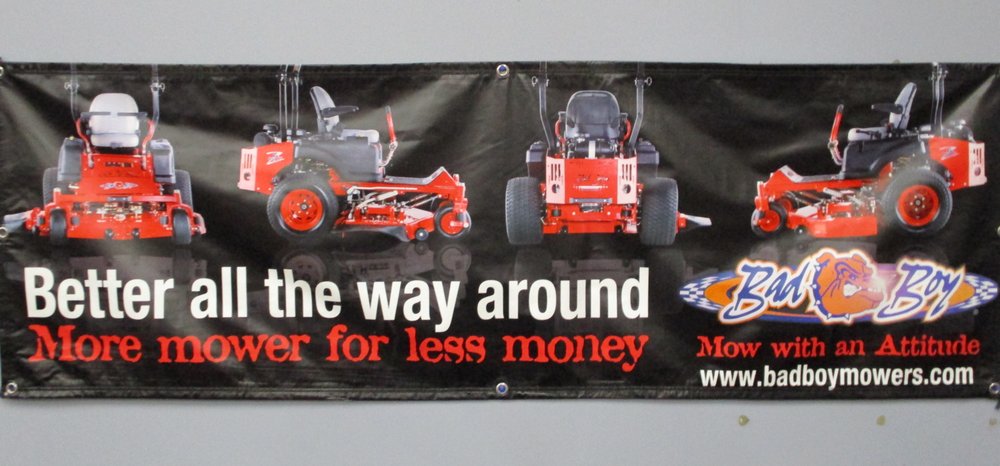 Better all the way around
More mower for less money
Bad Boy
Mow with an Attitude
www.badboymowers.com